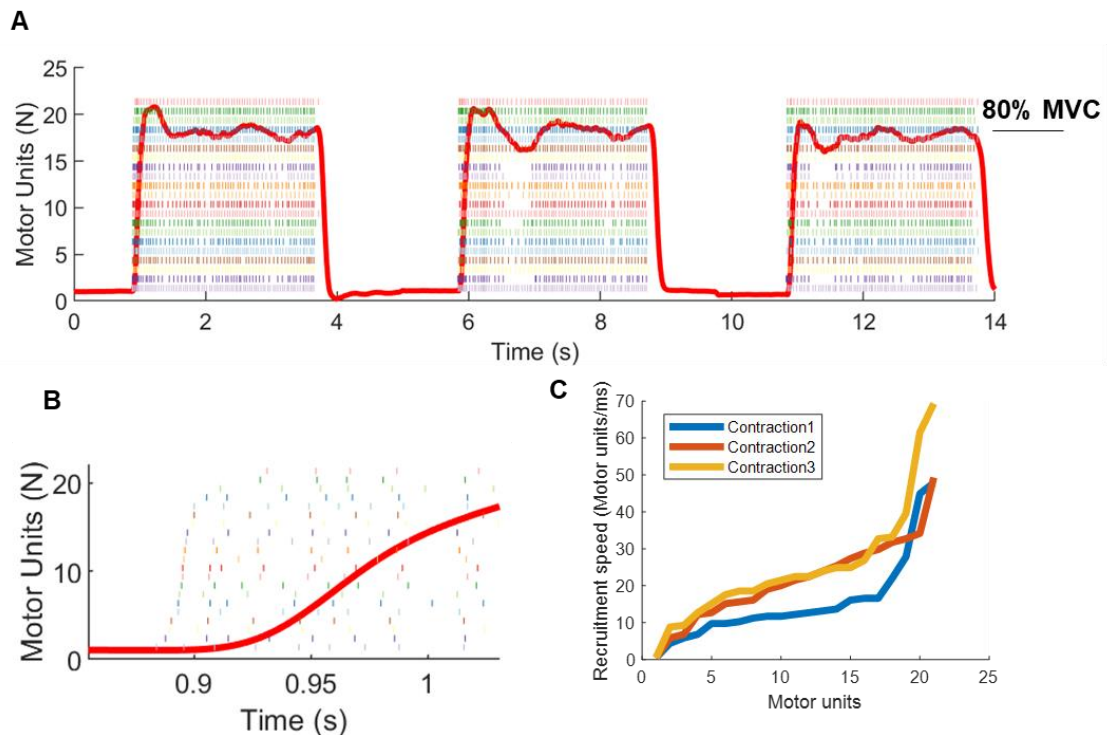 A
Motor Units (N)
25
20
15
10
5
0
0 2 4 6 8 10 12 14
Time (s)
80% MVC
B
Motor Units (N)
20
10
0
0.9 0.95 1
Time (s)
C
Recruitment speed (Motor units/ms)
70
60
50
40
30
20
10
0
0 5 10 15 20 25
Motor units
Contraction1
Contraction2
Contraction3